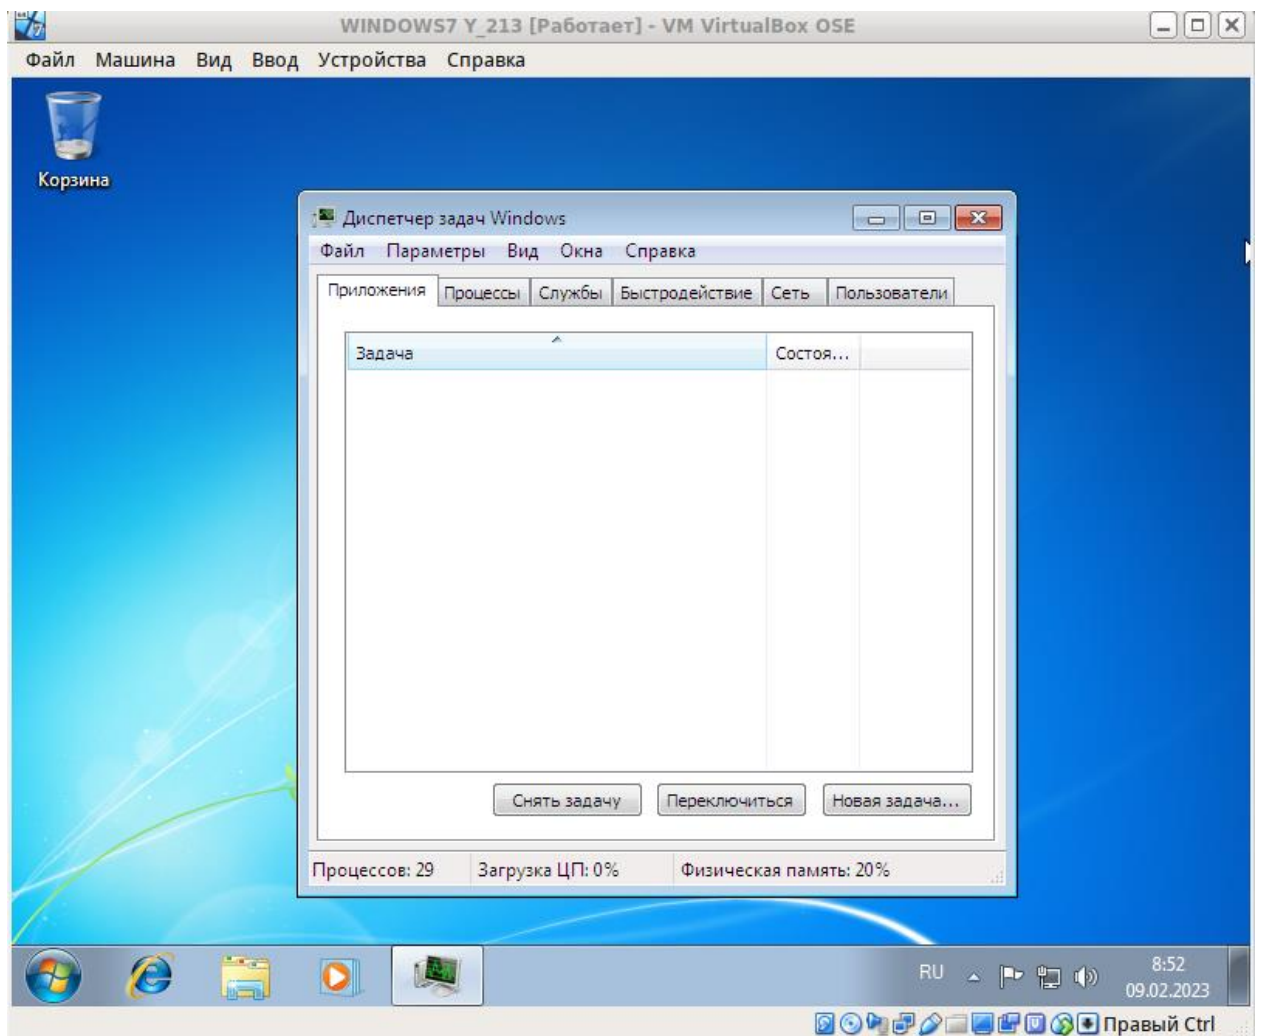 WINDOWS7 Y_213 [Работает] - VM VirtualBox OSE
Файл Машина Вид Ввод Устройства Справка
Корзина
Диспетчер задач Windows
Файл Параметры Вид Окна Справка
Приложения Процессы Службы Быстродействие Сеть Пользователи
Задача Состоя...
Снять задачу Переключиться Новая задача...
Процессов: 29 Загрузка ЦП: 0% Физическая память: 20%
RU 8:52
09.02.2023
Правый Ctrl